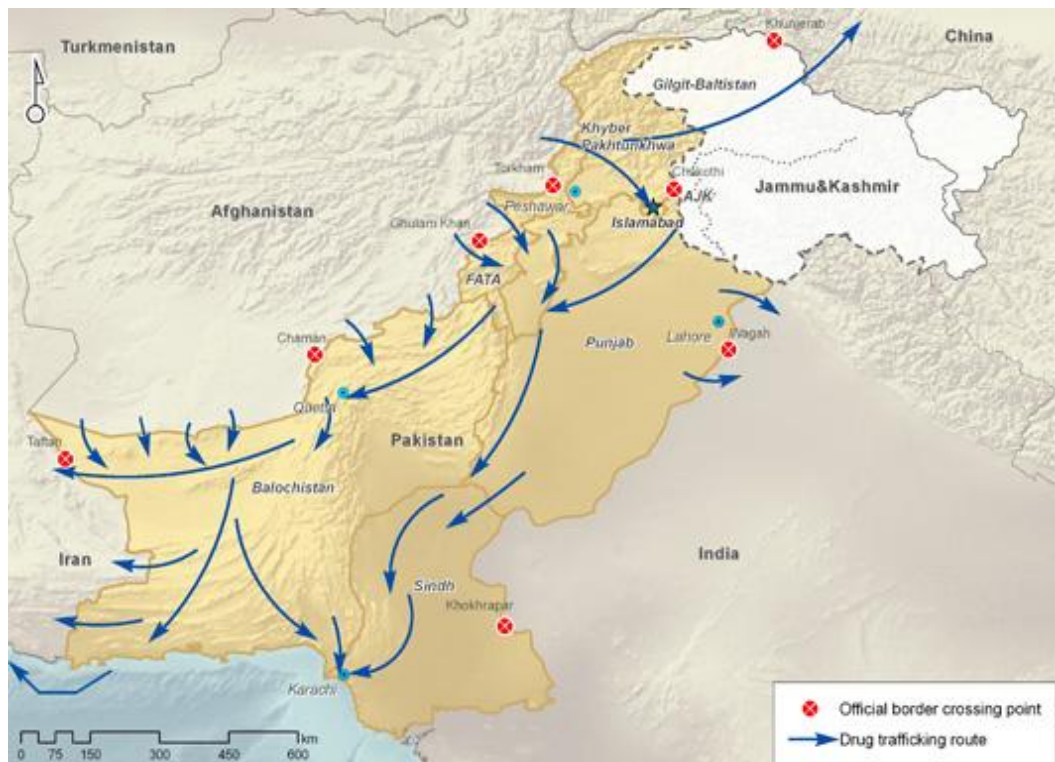 Khunjerab
China
Turkmenistan
Gilgit-Baltistan
Khyber
Pakhtunkhwa
Torkham
Chakothi
AJK
Jammu&Kashmir
Peshawar
Afghanistan
Ghulam Khan
Islamabad
FATA
Chaman
Punjab
Lahore
Wagah
Quetta
Pakistan
Taftan
Balochistan
Iran
India
Sindh
Khokhrapar
Karachi
Official border crossing point
Drug trafficking route
km
0 75 150 300 450 600